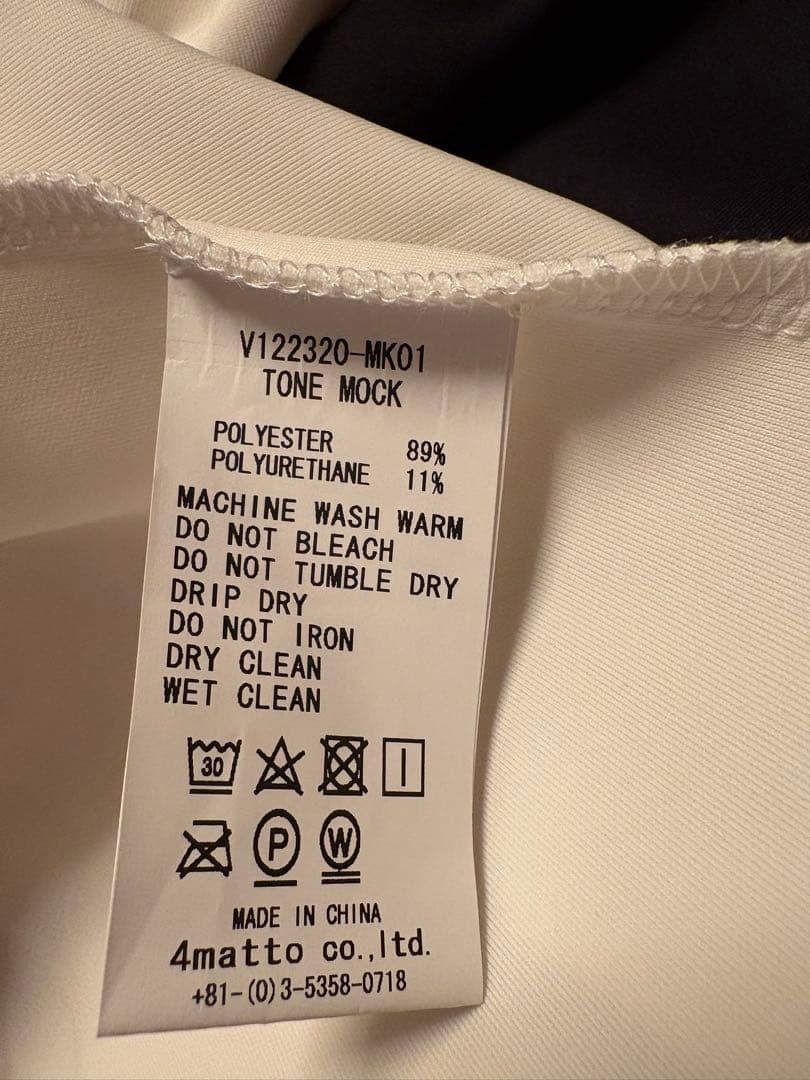 V122320-MK01
TONE MOCK
POLYESTER 89%
POLYURETHANE 11%
MACHINE WASH WARM
DO NOT BLEACH
DO NOT TUMBLE DRY
DRIP DRY
DO NOT IRON
DRY CLEAN
WET CLEAN
30
P W
MADE IN CHINA
4matto co.,ltd.
+81-(0)3-5358-0718